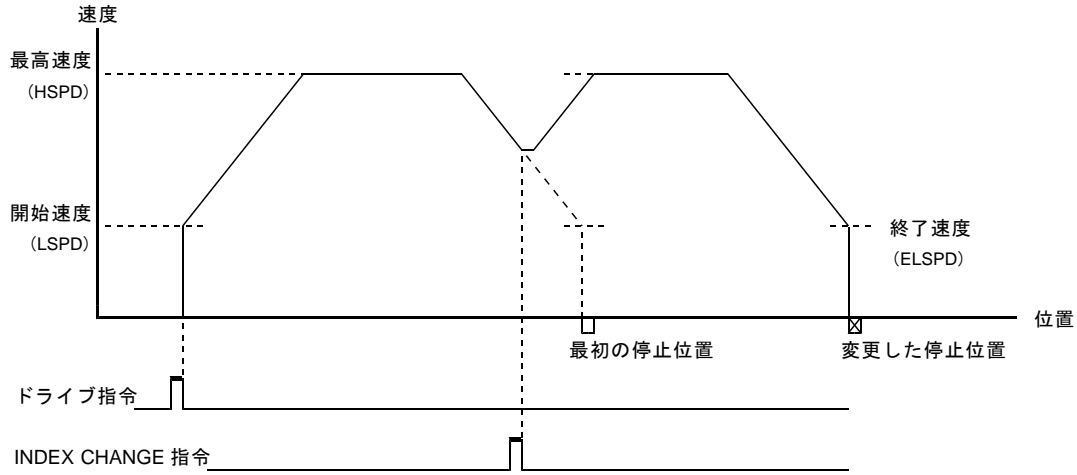 速度
最高速度
（HSPD）
開始速度
（LSPD）
終了速度
（ELSPD）
位置
最初の停止位置
変更した停止位置
ドライブ指令
INDEX CHANGE 指令